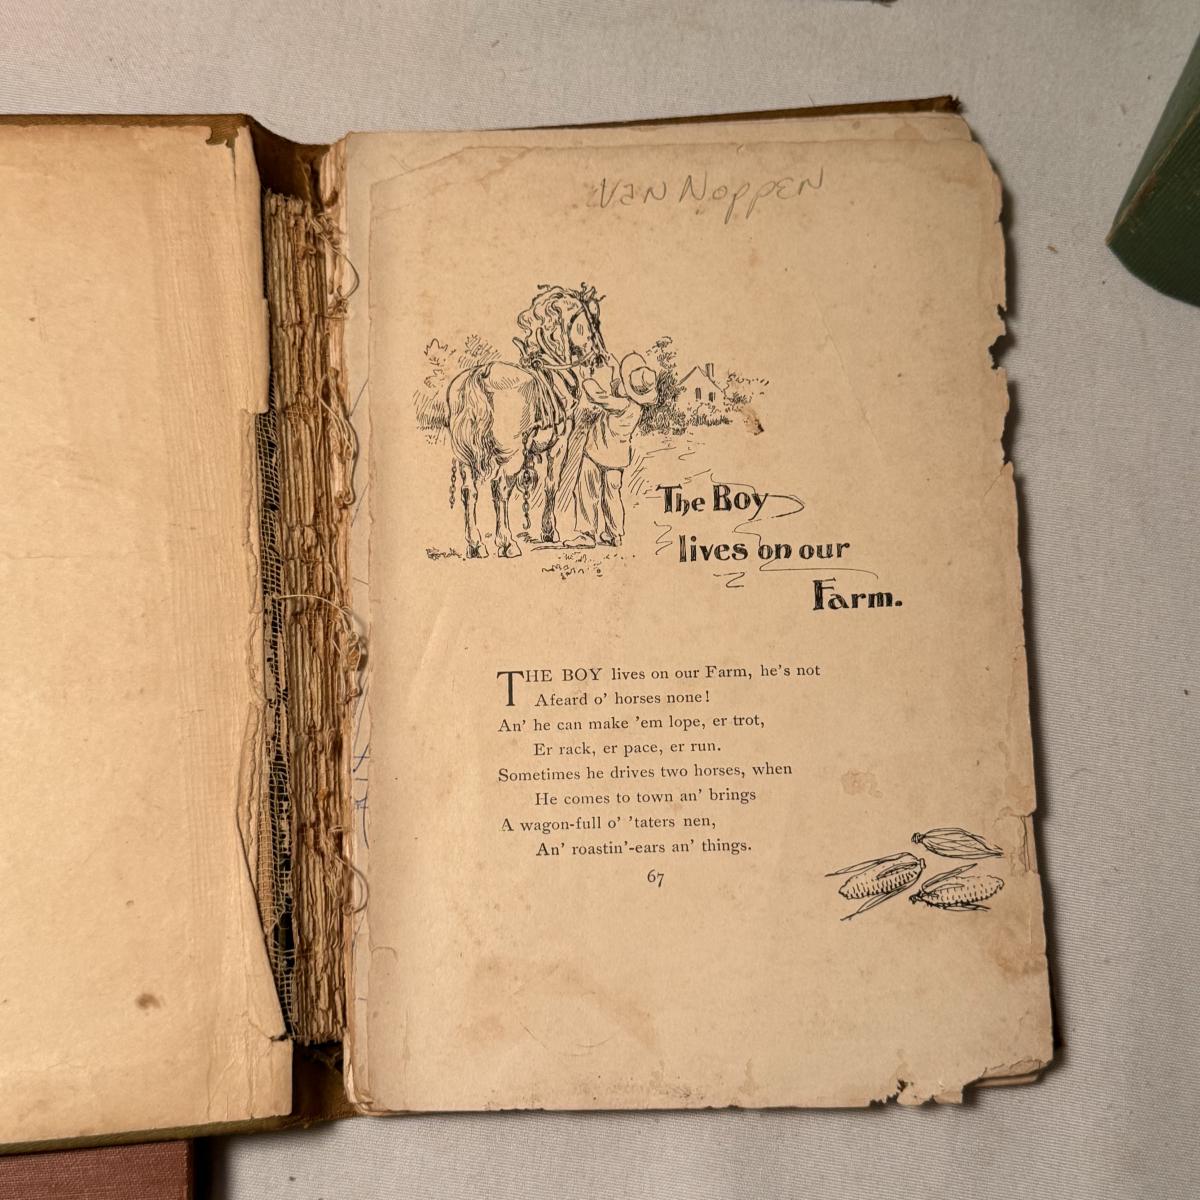 VAN NOPPEN
The Boy
lives on our
Farm.
THE BOY lives on our Farm, he's not
Afeard o' horses none!
An' he can make 'em lope, er trot,
Er rack, er pace, er run.
Sometimes he drives two horses, when
He comes to town an' brings
A wagon-full o' 'taters nen,
An' roastin'-ears an' things.
67